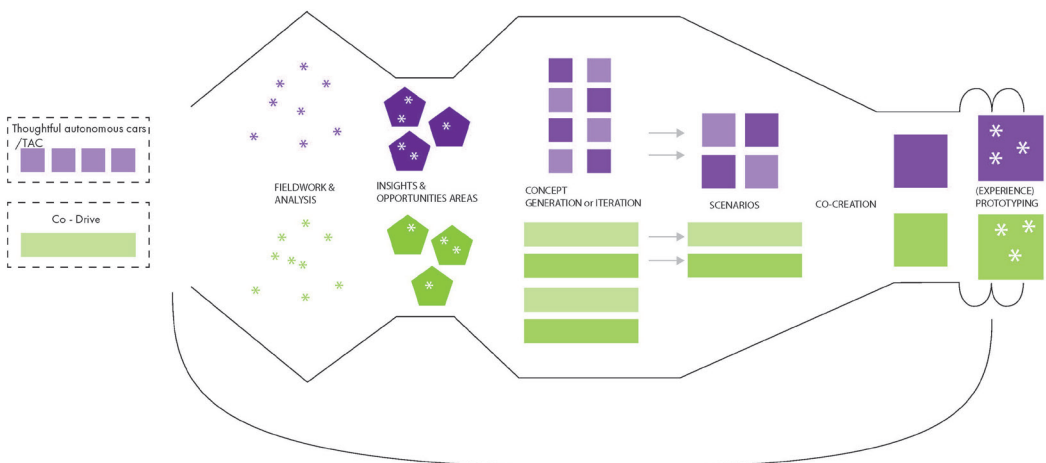 Thoughtful autonomous cars
/TAC
Co - Drive
FIELDWORK &
ANALYSIS
INSIGHTS &
OPPORTUNITIES AREAS
CONCEPT
GENERATION or ITERATION
SCENARIOS
CO-CREATION
(EXPERIENCE)
PROTOTYPING